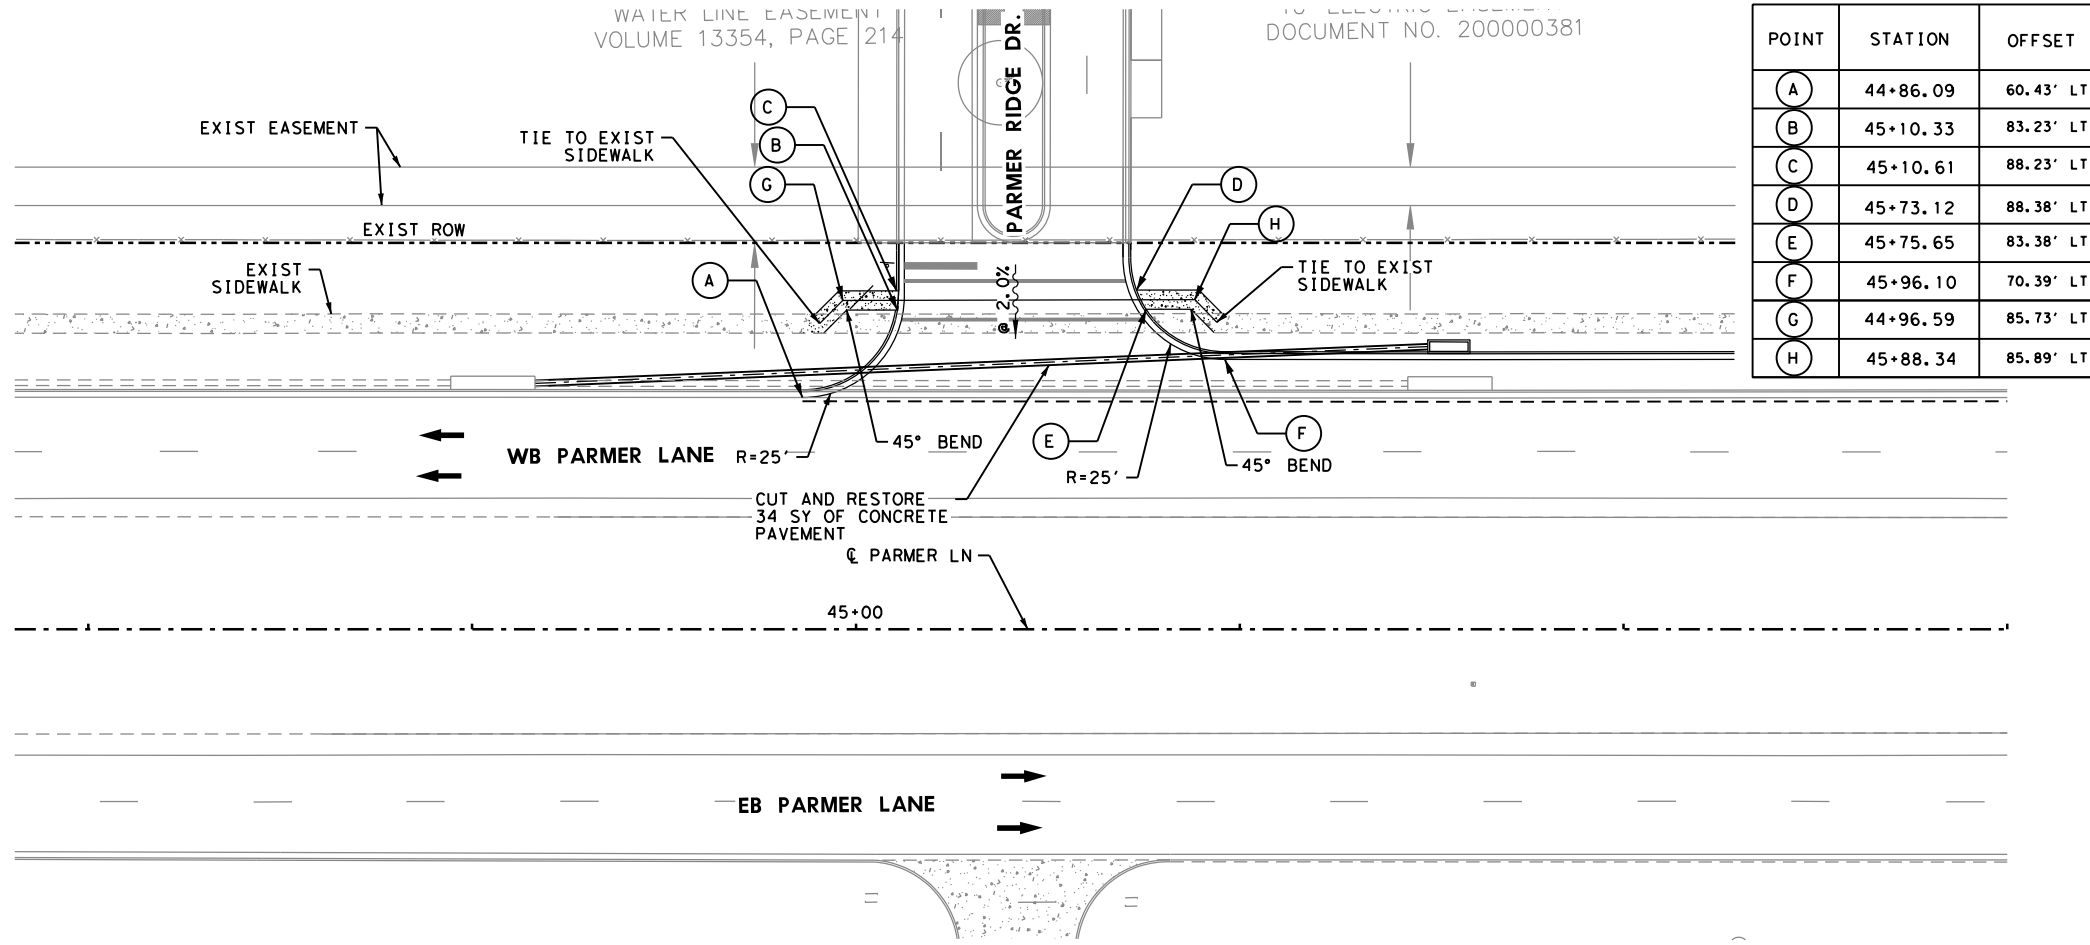 WATER LINE EASEMENT
VOLUME 13354, PAGE 214
DOCUMENT NO. 200000381
PARMER RIDGE DR.
POINT STATION OFFSET
A 44+86.09 60.43' LT
B 45+10.33 83.23' LT
C 45+10.61 88.23' LT
D 45+73.12 88.38' LT
E 45+75.65 83.38' LT
F 45+96.10 70.39' LT
G 44+96.59 85.73' LT
H 45+88.34 85.89' LT
C
EXIST EASEMENT
TIE TO EXIST
SIDEWALK
B
G
D
H
EXIST ROW
EXIST
SIDEWALK
A
@ 2.0%
TIE TO EXIST
SIDEWALK
WB PARMER LANE
R=25'
45° BEND
E
R=25'
F
45° BEND
CUT AND RESTORE
34 SY OF CONCRETE
PAVEMENT
℄ PARMER LN
45+00
EB PARMER LANE